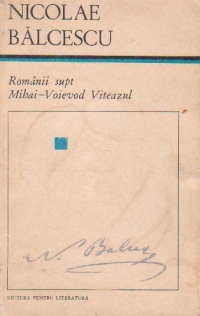 NICOLAE
BĂLCESCU
Românii supt
Mihai-Voievod Viteazul
N. Balcescu
EDITURA PENTRU LITERATURĂ